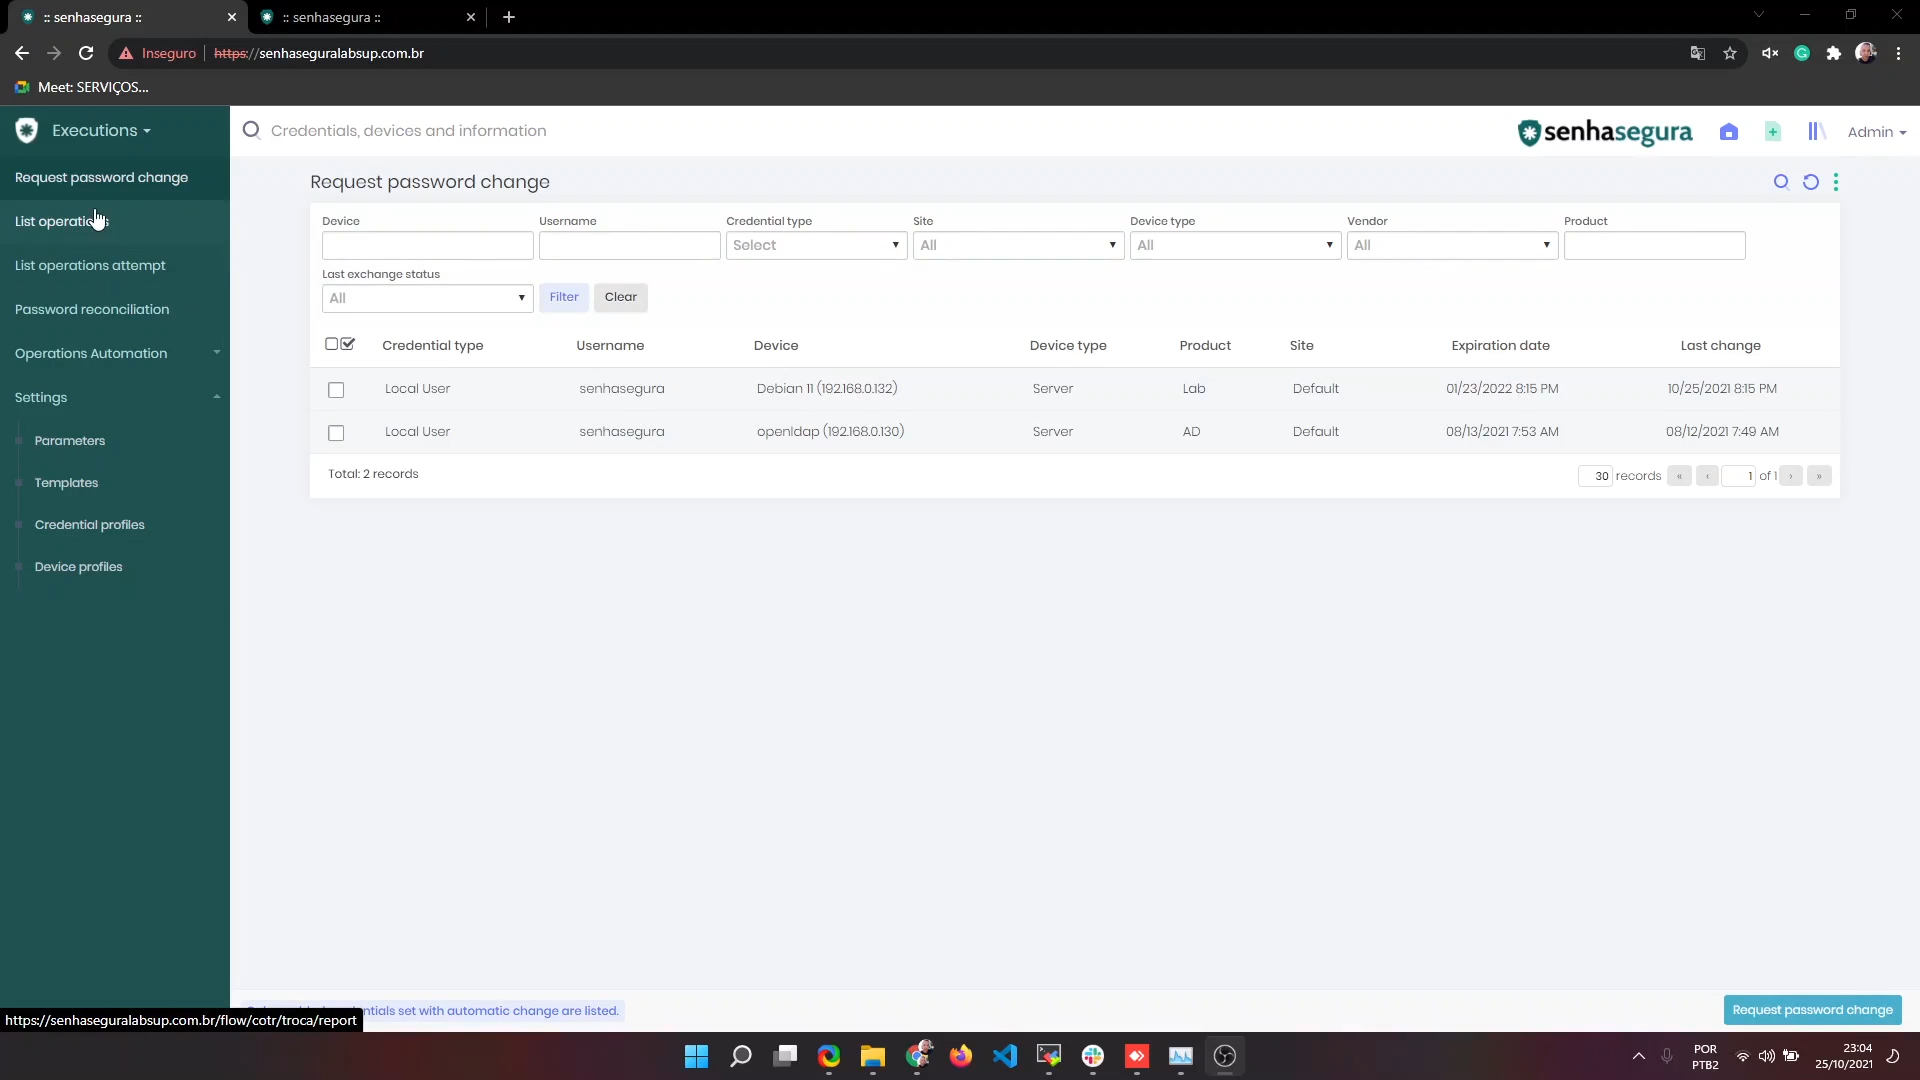 :: senhasegura ::
:: senhasegura ::
Inseguro
https://senhaseguralabsup.com.br
Meet: SERVIÇOS...
Executions
Credentials, devices and information
senhasegura
Admin
Request password change
List operations
List operations attempt
Password reconciliation
Operations Automation
Settings
Parameters
Templates
Credential profiles
Device profiles
Request password change
Device
Username
Credential type
Site
Device type
Vendor
Product
Select
All
All
All
Last exchange status
All
Filter
Clear
Credential type Username Device Device type Product Site Expiration date Last change
Local User senhasegura Debian 11 (192.168.0.132) Server Lab Default 01/23/2022 8:15 PM 10/25/2021 8:15 PM
Local User senhasegura openldap (192.168.0.130) Server AD Default 08/13/2021 7:53 AM 08/12/2021 7:49 AM
Total: 2 records
30 records « ‹ 1 of 1 › »
ntials set with automatic change are listed.
Request password change
https://senhaseguralabsup.com.br/flow/cotr/troca/report
POR
PTB2
23:04
25/10/2021